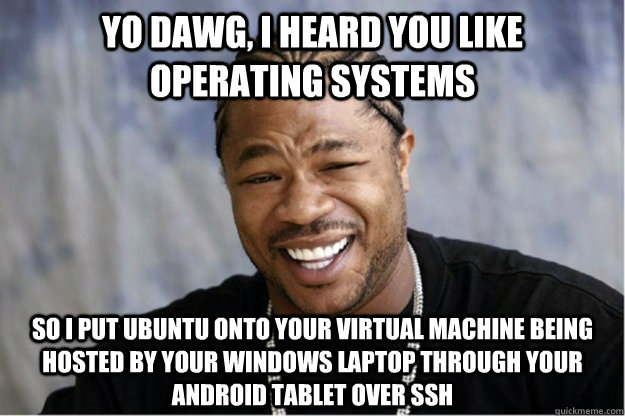 YO DAWG, I HEARD YOU LIKE
OPERATING SYSTEMS
SO I PUT UBUNTU ONTO YOUR VIRTUAL MACHINE BEING
HOSTED BY YOUR WINDOWS LAPTOP THROUGH YOUR
ANDROID TABLET OVER SSH
quickmeme.com